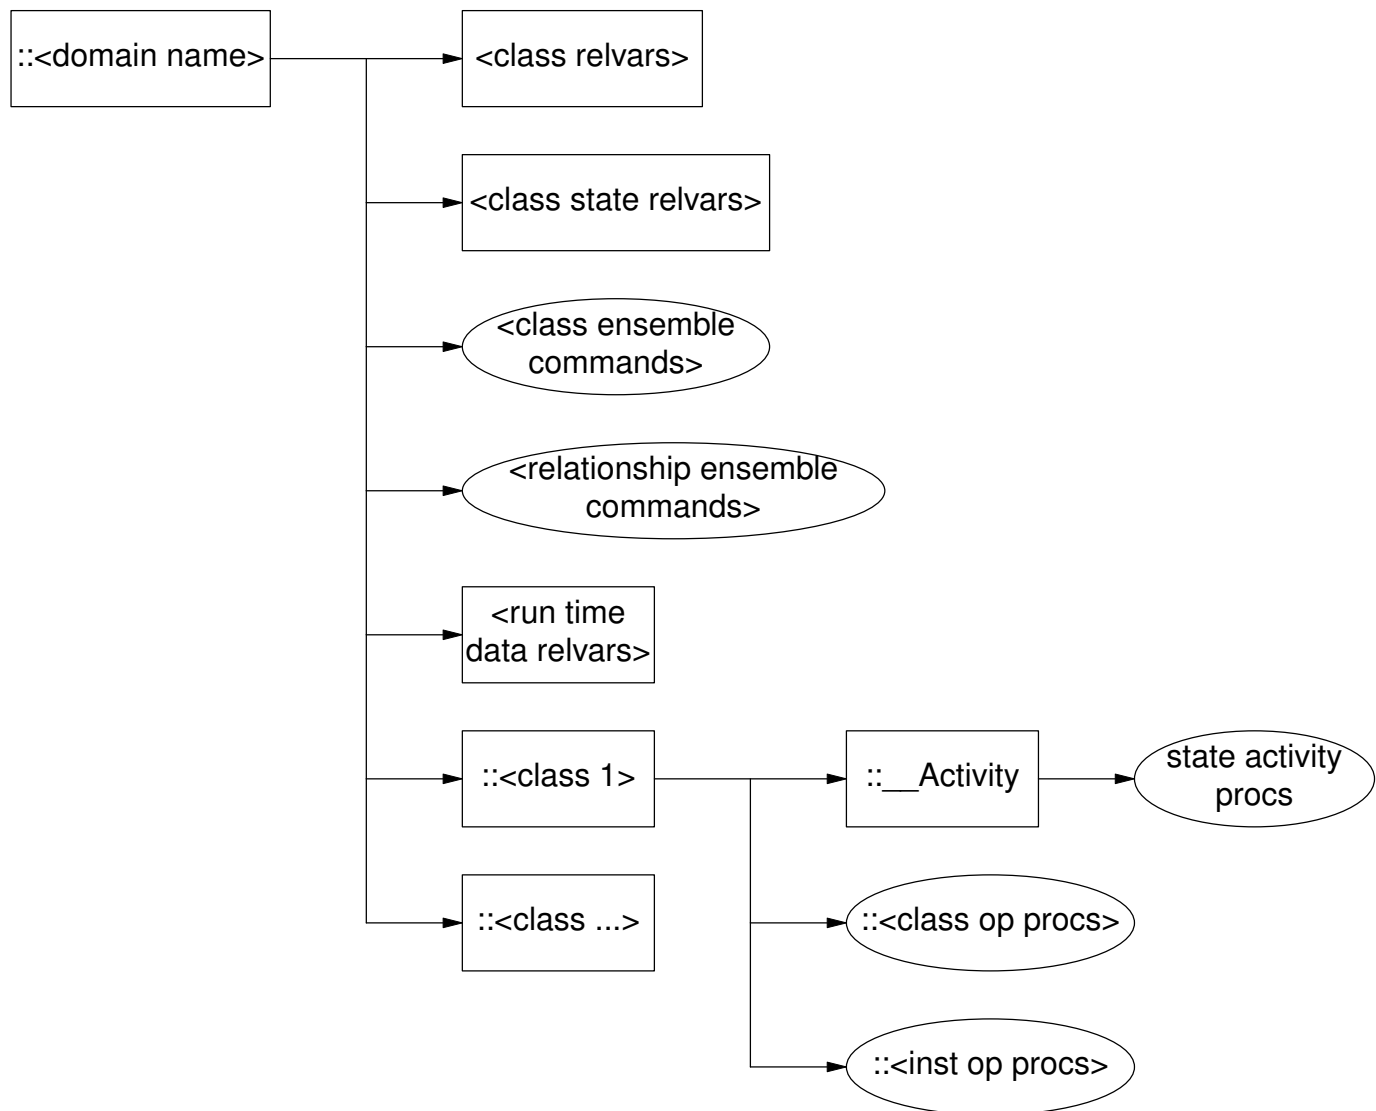 ::<domain name>
<class relvars>
<class state relvars>
<class ensemble
commands>
<relationship ensemble
commands>
<run time
data relvars>
::<class 1>
::__Activity
state activity
procs
::<class ...>
::<class op procs>
::<inst op procs>